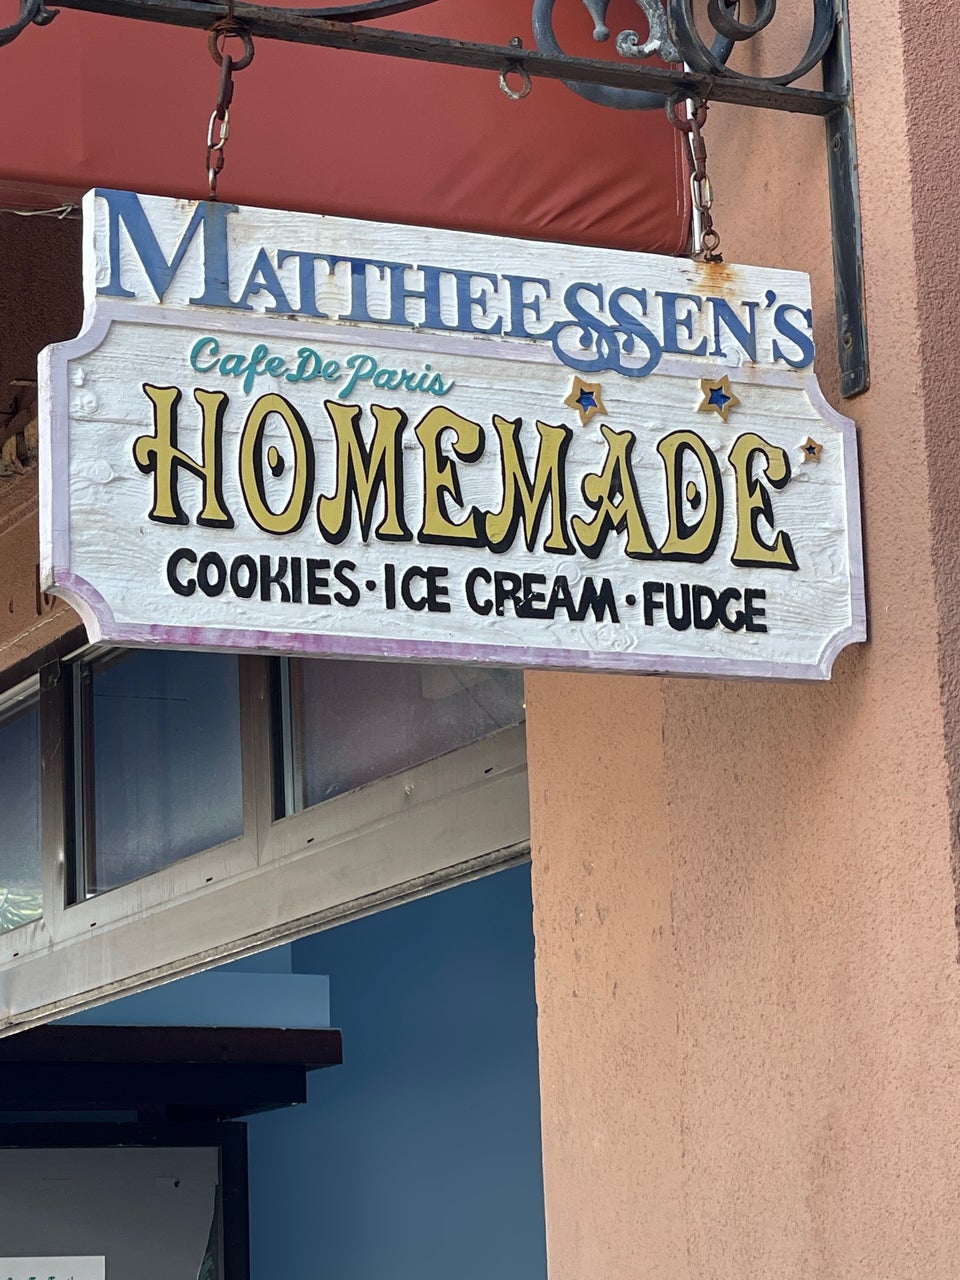 MATTHEESSEN'S
Cafe De Paris
HOMEMADE
COOKIES · ICE CREAM · FUDGE